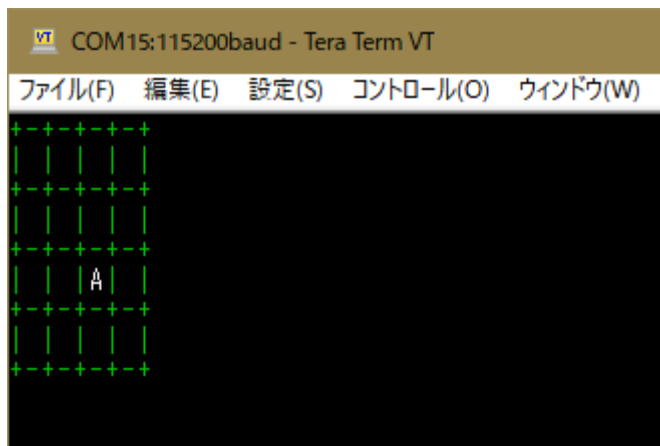 VT COM15:115200baud - Tera Term VT
ファイル(F) 編集(E) 設定(S) コントロール(O) ウィンドウ(W)
+-+-+-+-+
| | | | |
+-+-+-+-+
| | | | |
+-+-+-+-+
| | |A| |
+-+-+-+-+
| | | | |
+-+-+-+-+